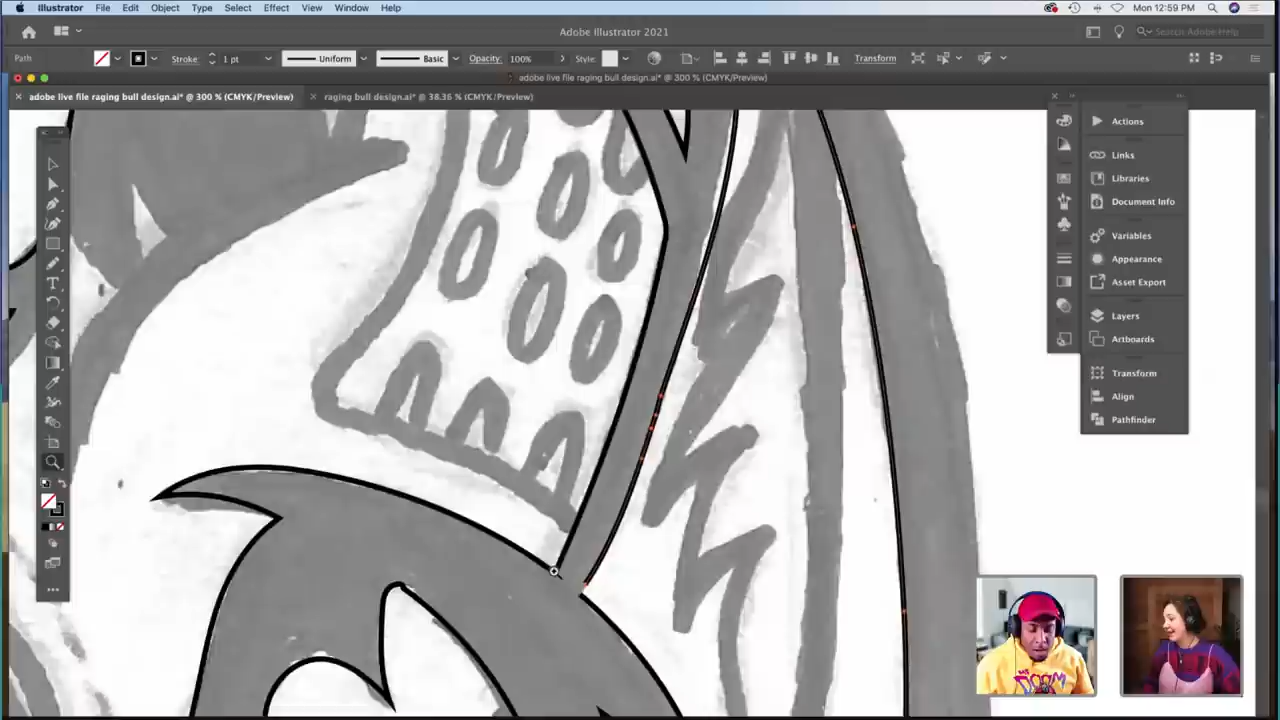 Illustrator File Edit Object Type Select Effect View Window Help
Mon 12:59 PM
Adobe Illustrator 2021
Search Adobe Help
Path
Stroke:
1 pt
Uniform
Basic
Opacity:
100%
Style:
Transform
adobe live file raging bull design.ai* @ 300 % (CMYK/Preview)
adobe live file raging bull design.ai* @ 300 % (CMYK/Preview)
raging bull design.ai* @ 38.36 % (CMYK/Preview)
Actions
Links
Libraries
Document Info
Variables
Appearance
Asset Export
Layers
Artboards
Transform
Align
Pathfinder
DOOM